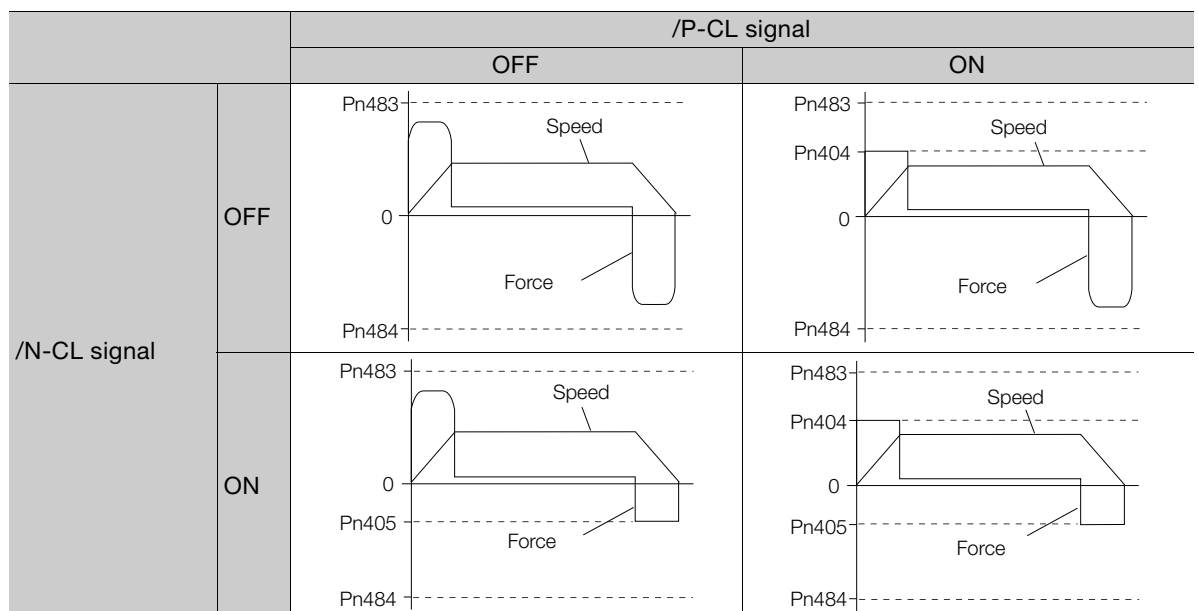 /P-CL signal
OFF
ON
/N-CL signal
OFF
Pn483
Speed
0
Force
Pn484
Pn483
Pn404
Speed
0
Force
Pn484
ON
Pn483
Speed
0
Pn405
Force
Pn484
Pn483
Pn404
Speed
0
Pn405
Force
Pn484